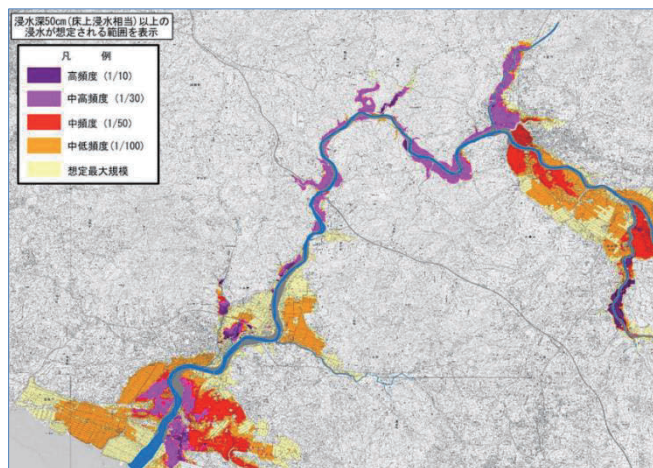 浸水深50cm(床上浸水相当)以上の
浸水が想定される範囲を表示
凡 例
高頻度（1/10）
中高頻度（1/30）
中頻度（1/50）
中低頻度（1/100）
想定最大規模